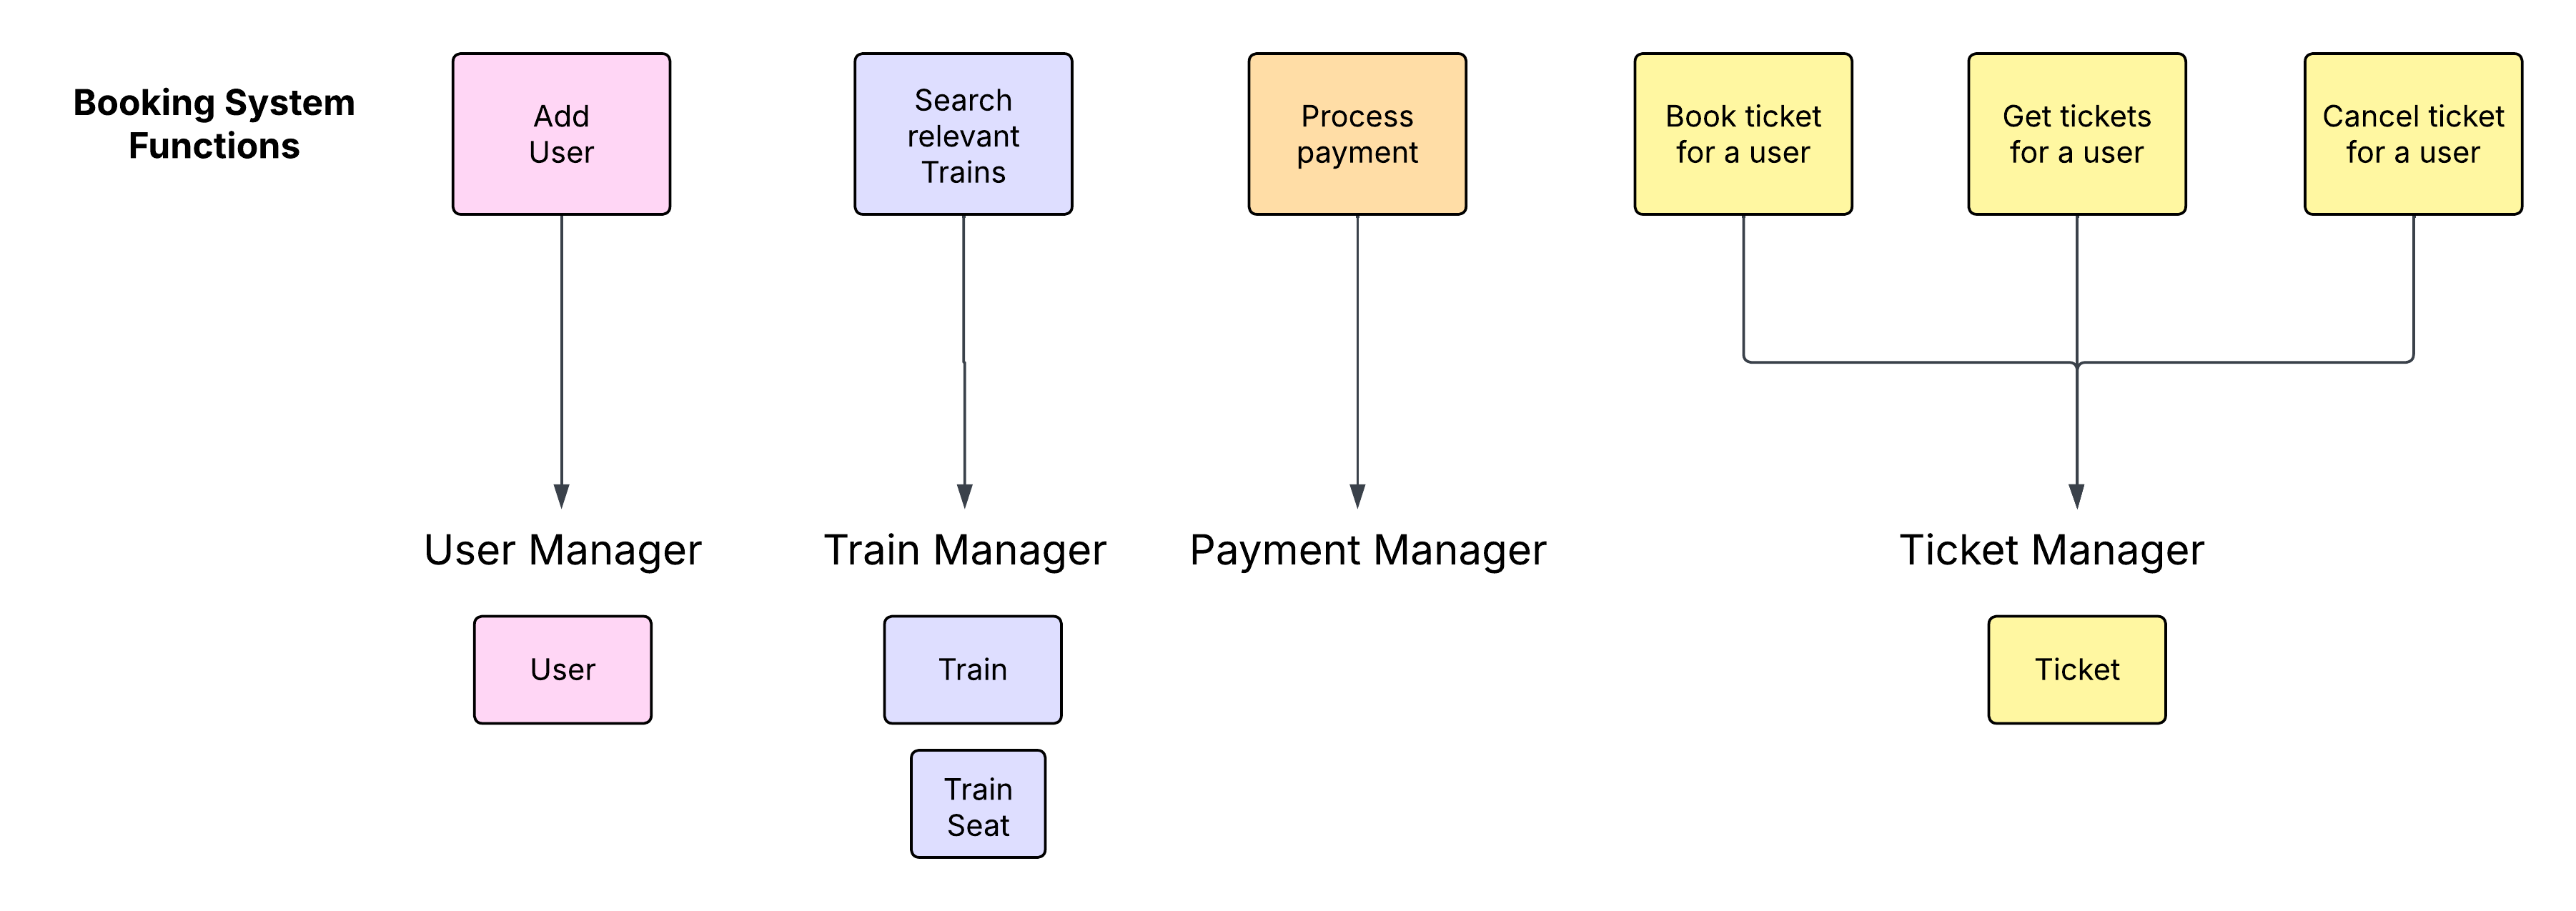 Booking System
Functions
Add
User
Search
relevant
Trains
Process
payment
Book ticket
for a user
Get tickets
for a user
Cancel ticket
for a user
User Manager
Train Manager
Payment Manager
Ticket Manager
User
Train
Ticket
Train
Seat